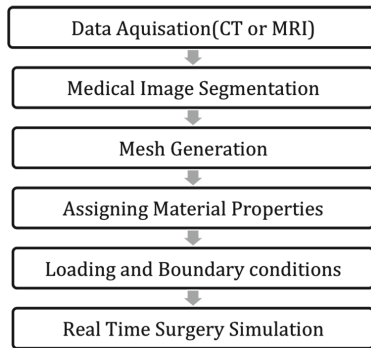 Data Aquisation(CT or MRI)
Medical Image Segmentation
Mesh Generation
Assigning Material Properties
Loading and Boundary conditions
Real Time Surgery Simulation